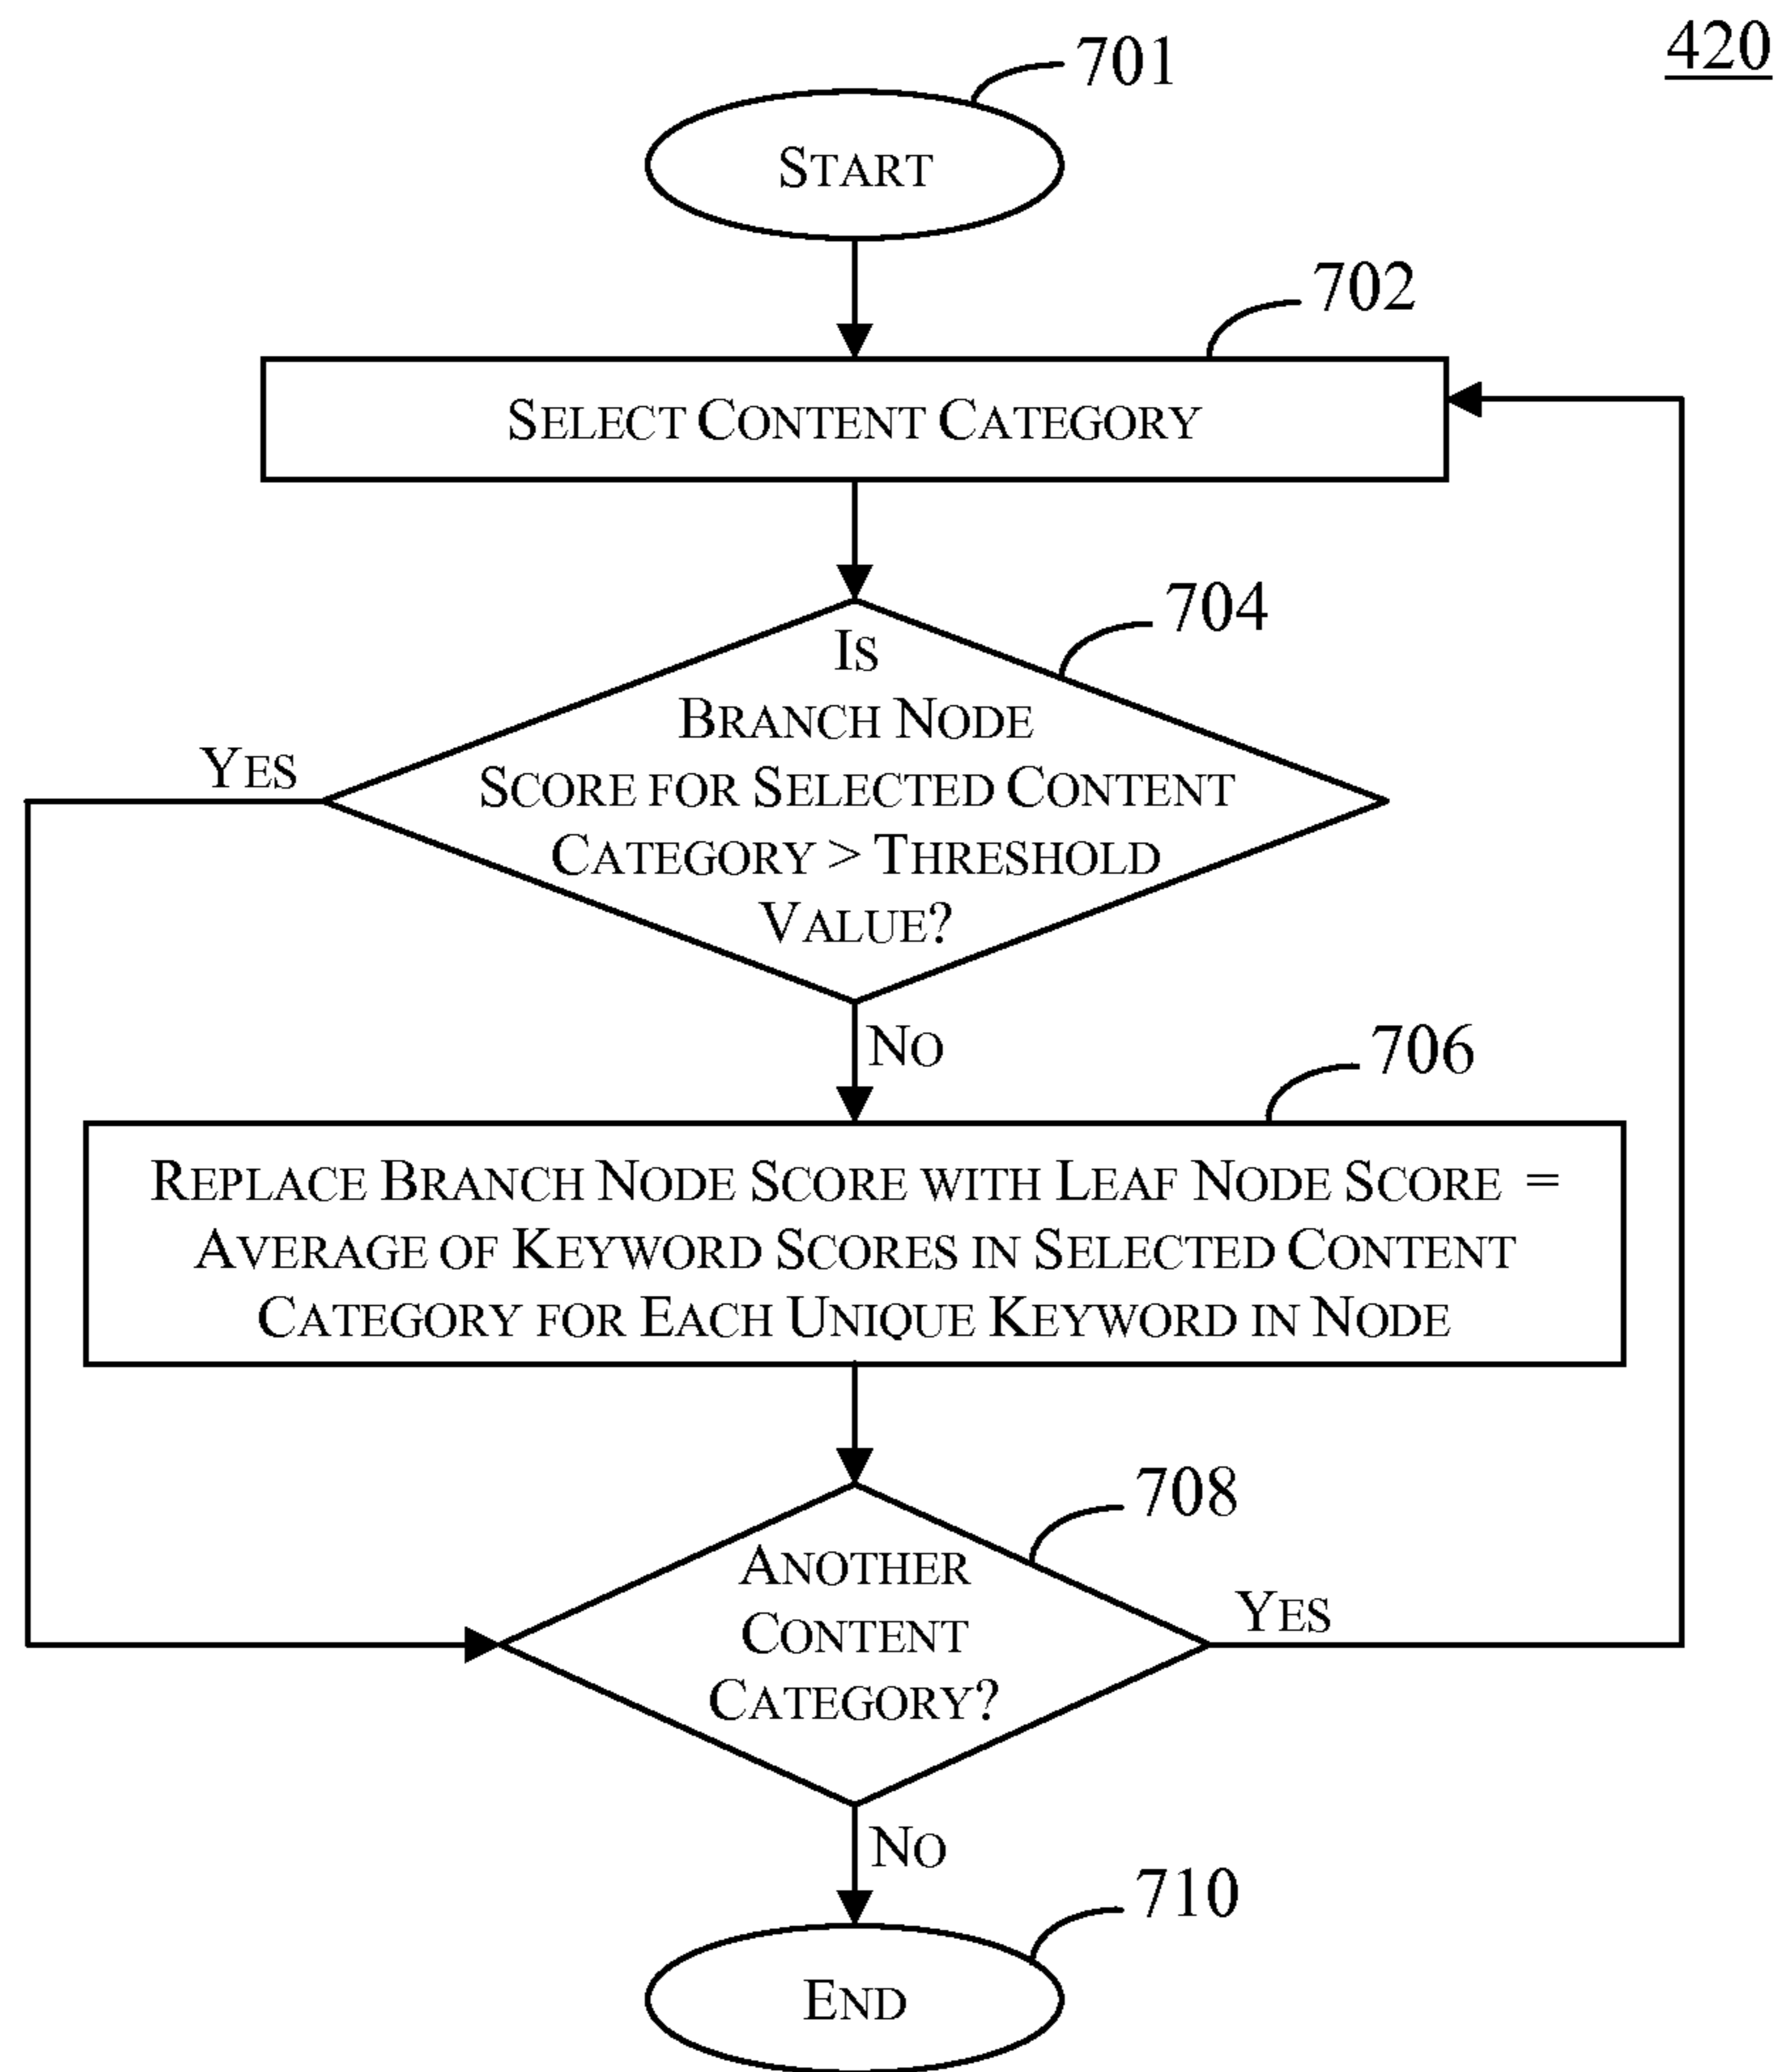 420
701
START
702
SELECT CONTENT CATEGORY
704
IS
BRANCH NODE
SCORE FOR SELECTED CONTENT
CATEGORY > THRESHOLD
VALUE?
YES
NO
706
REPLACE BRANCH NODE SCORE WITH LEAF NODE SCORE =
AVERAGE OF KEYWORD SCORES IN SELECTED CONTENT
CATEGORY FOR EACH UNIQUE KEYWORD IN NODE
708
ANOTHER
CONTENT
CATEGORY?
YES
NO
710
END